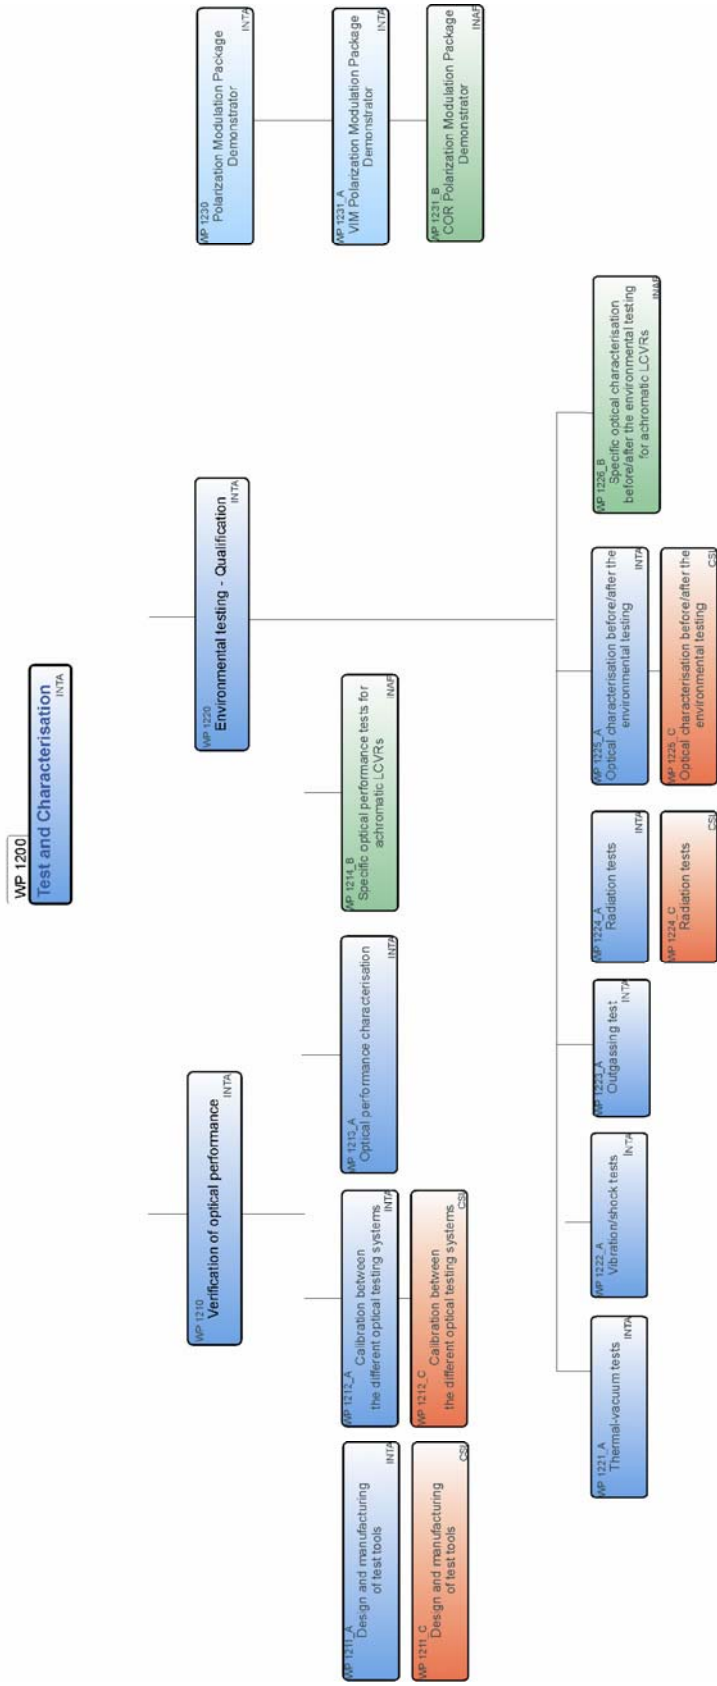 WP 1200
Test and Characterisation
INTA
WP 1210
Verification of optical performance
INTA
WP 1220
Environmental testing - Qualification
INTA
WP 1230
Polarization Modulation Package
Demonstrator
INTA
WP 1211_A
Design and manufacturing
of test tools
INTA
WP 1211_C
Design and manufacturing
of test tools
CSL
WP 1212_A
Calibration between
the different optical testing systems
INTA
WP 1212_C
Calibration between
the different optical testing systems
CSL
WP 1213_A
Optical performance characterisation
INTA
WP 1214_B
Specific optical performance tests for
achromatic LCVRs
INAF
WP 1231_A
VIM Polarization Modulation Package
Demonstrator
INTA
WP 1231_B
COR Polarization Modulation Package
Demonstrator
INAF
WP 1221_A
Thermal-vacuum tests
INTA
WP 1222_A
Vibration/shock tests
INTA
WP 1223_A
Outgassing test
INTA
WP 1224_A
Radiation tests
INTA
WP 1224_C
Radiation tests
CSL
WP 1225_A
Optical characterisation before/after the
environmental testing
INTA
WP 1225_C
Optical characterisation before/after the
environmental testing
CSL
WP 1226_B
Specific optical characterisation
before/after the environmental testing
for achromatic LCVRs
INAF